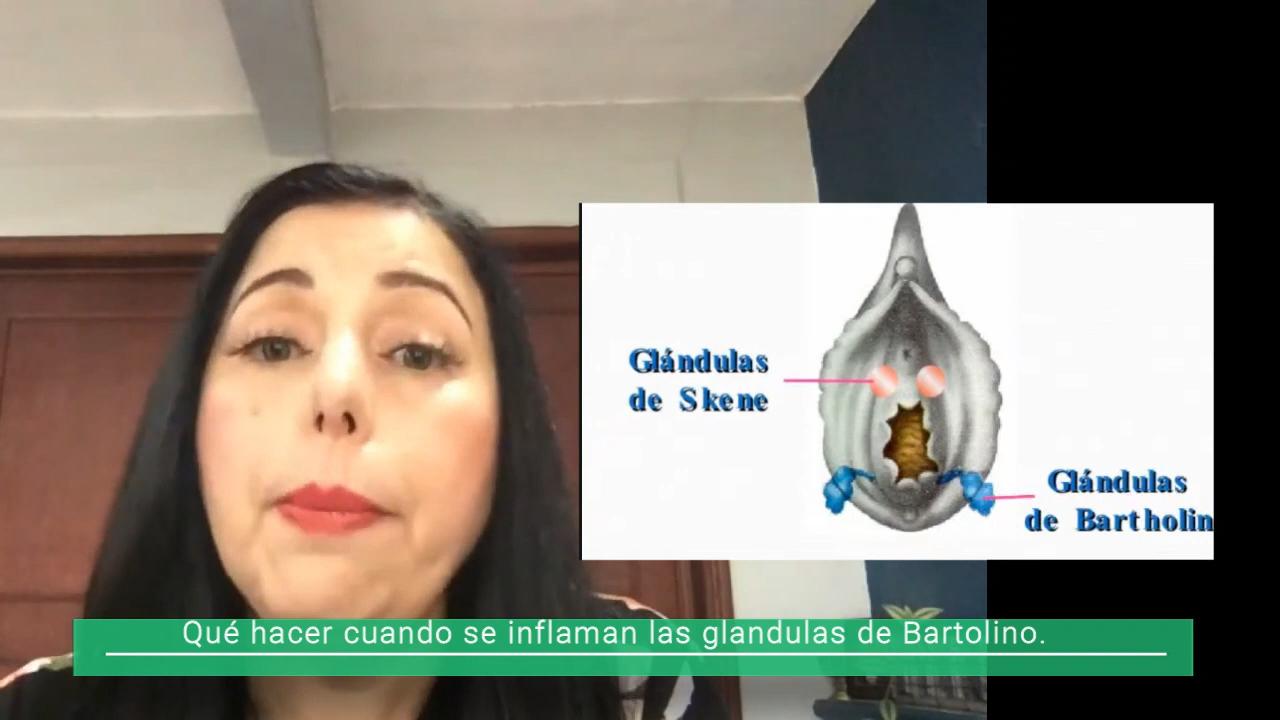 Glándulas
de Skene
Glándulas
de Bartholin
Qué hacer cuando se inflaman las glandulas de Bartolino.